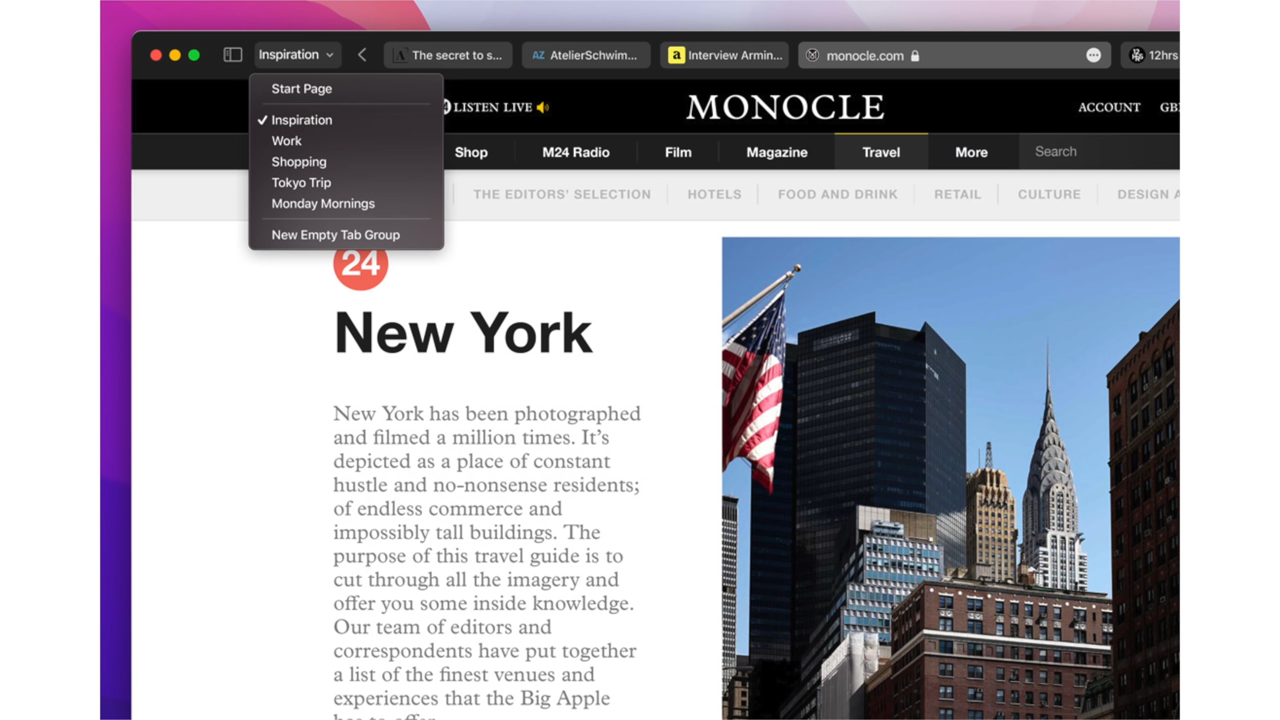 Inspiration
The secret to s...
AZ AtelierSchwim...
a Interview Armin...
monocle.com
12hrs
Start Page
Inspiration
Work
Shopping
Tokyo Trip
Monday Mornings
New Empty Tab Group
LISTEN LIVE
MONOCLE
ACCOUNT
Shop
M24 Radio
Film
Magazine
Travel
More
Search
THE EDITORS' SELECTION
HOTELS
FOOD AND DRINK
RETAIL
CULTURE
DESIGN A
24
New York
New York has been photographed
and filmed a million times. It's
depicted as a place of constant
hustle and no-nonsense residents;
of endless commerce and
impossibly tall buildings. The
purpose of this travel guide is to
cut through all the imagery and
offer you some inside knowledge.
Our team of editors and
correspondents have put together
a list of the finest venues and
experiences that the Big Apple